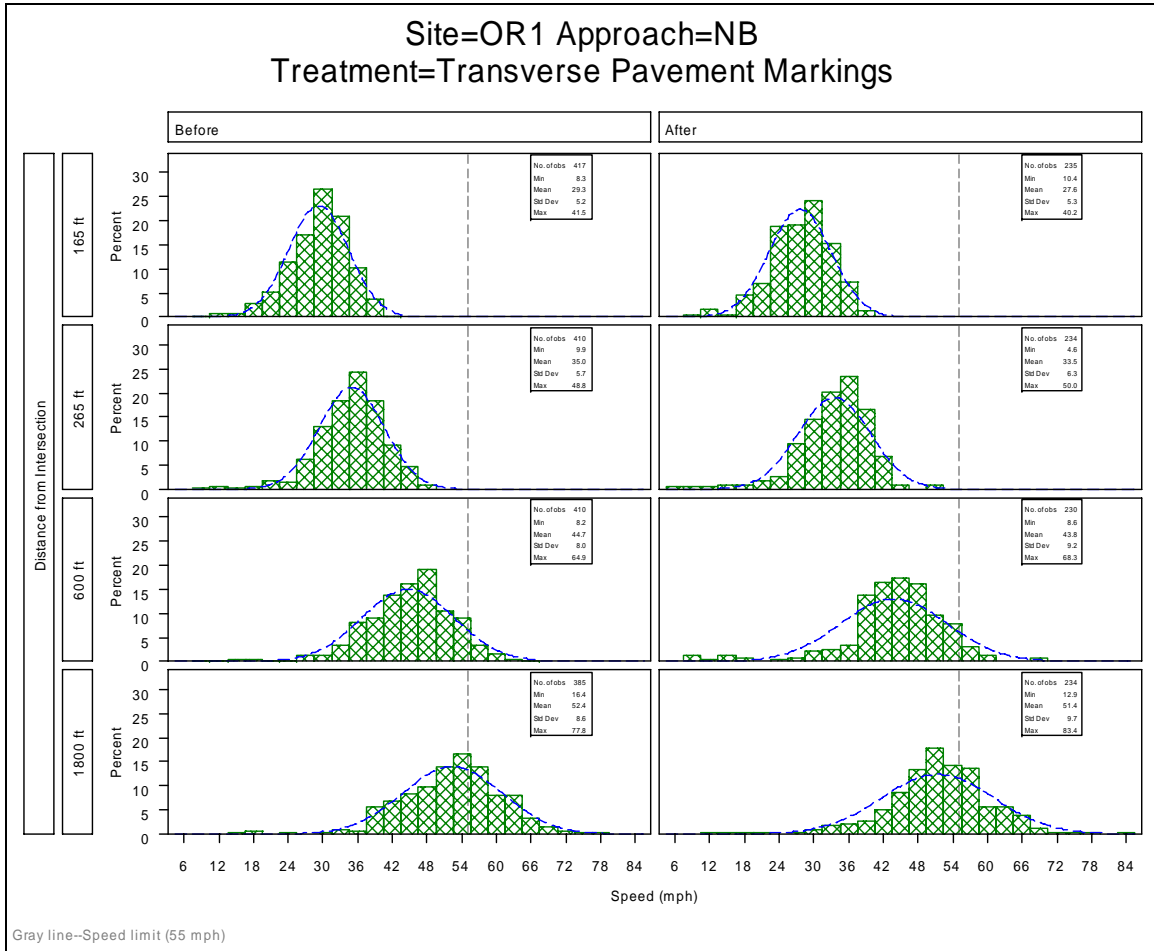 Site=OR1 Approach=NB
Treatment=Transverse Pavement Markings
Before
After
Distance from Intersection
165 ft
Percent
30
25
20
15
10
5
0
No. of obs 417
Min 8.3
Mean 29.3
Std Dev 5.2
Max 41.5
No. of obs 235
Min 10.4
Mean 27.6
Std Dev 5.3
Max 40.2
265 ft
Percent
30
25
20
15
10
5
0
No. of obs 410
Min 9.9
Mean 35.0
Std Dev 5.7
Max 48.8
No. of obs 234
Min 4.6
Mean 33.5
Std Dev 6.3
Max 50.0
600 ft
Percent
30
25
20
15
10
5
0
No. of obs 410
Min 8.2
Mean 44.7
Std Dev 8.0
Max 64.9
No. of obs 230
Min 8.6
Mean 43.8
Std Dev 9.2
Max 68.3
1800 ft
Percent
30
25
20
15
10
5
0
No. of obs 385
Min 16.4
Mean 52.4
Std Dev 8.6
Max 77.8
No. of obs 234
Min 12.9
Mean 51.4
Std Dev 9.7
Max 83.4
6 12 18 24 30 36 42 48 54 60 66 72 78 84 6 12 18 24 30 36 42 48 54 60 66 72 78 84
Speed (mph)
Gray line--Speed limit (55 mph)